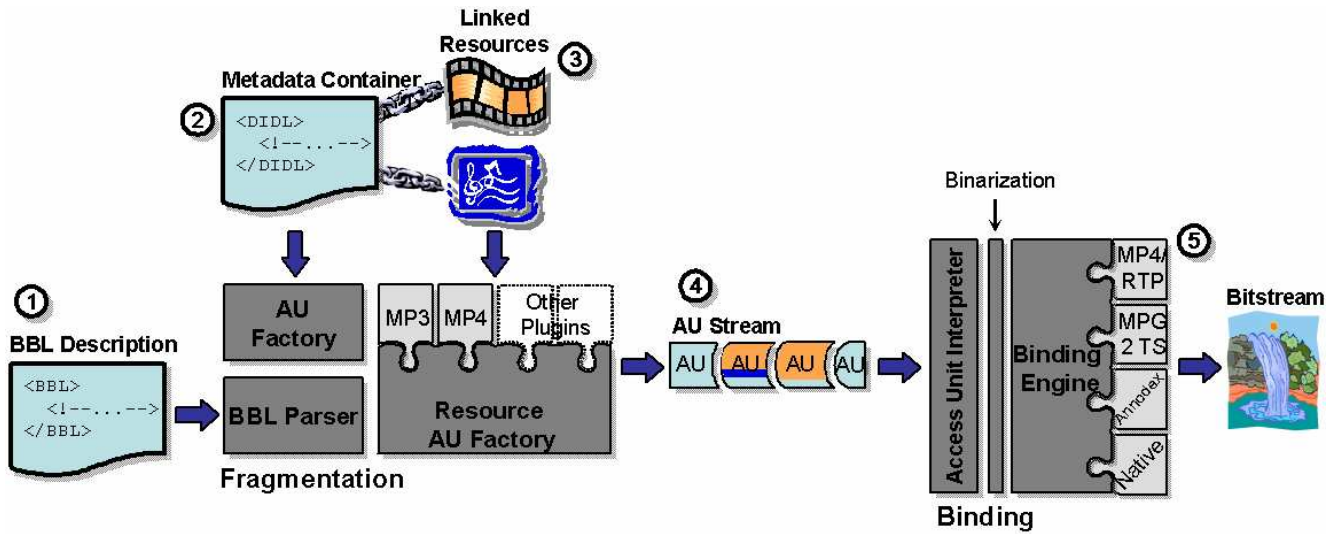 Linked
Resources
3
Metadata Container
2
<DIDL>
<!--...-->
</DIDL>
Binarization
1
BBL Description
<BBL>
<!--...-->
</BBL>
AU
Factory
BBL Parser
MP3
MP4
Other
Plugins
Resource
AU Factory
Fragmentation
4
AU Stream
AU
AU
AU
AU
Access Unit Interpreter
Binding
Engine
5
MP4/
RTP
MPG
2 TS
Annodex
Native
Binding
Bitstream